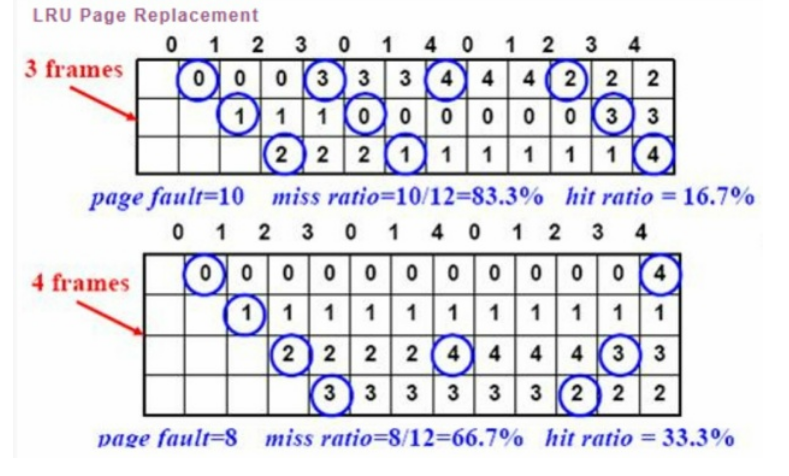 LRU Page Replacement
0 1 2 3 0 1 4 0 1 2 3 4
3 frames
0 0 0 3 3 3 4 4 4 2 2 2
1 1 1 0 0 0 0 0 0 3 3
2 2 2 1 1 1 1 1 1 4
page fault=10 miss ratio=10/12=83.3% hit ratio = 16.7%
0 1 2 3 0 1 4 0 1 2 3 4
4 frames
0 0 0 0 0 0 0 0 0 0 0 4
1 1 1 1 1 1 1 1 1 1 1
2 2 2 2 4 4 4 4 3 3
3 3 3 3 3 3 2 2 2
page fault=8 miss ratio=8/12=66.7% hit ratio = 33.3%